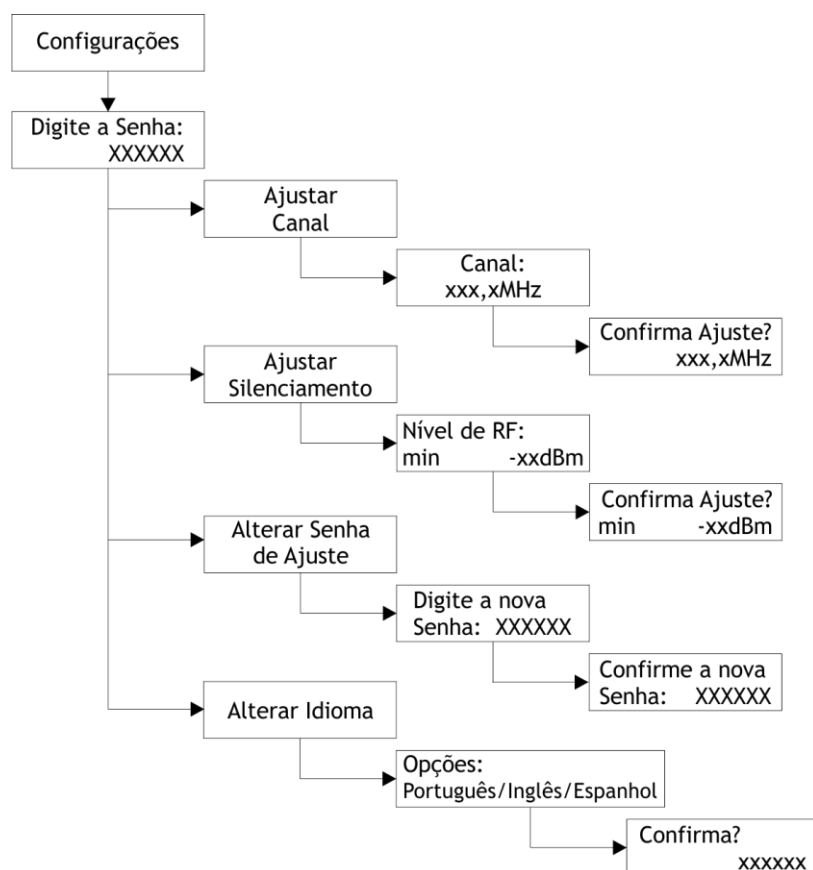 Configurações
Digite a Senha:
XXXXXX
Ajustar
Canal
Canal:
xxx,xMHz
Confirma Ajuste?
xxx,xMHz
Ajustar
Silenciamento
Nível de RF:
min -xxdBm
Confirma Ajuste?
min -xxdBm
Alterar Senha
de Ajuste
Digite a nova
Senha: XXXXXX
Confirme a nova
Senha: XXXXXX
Alterar Idioma
Opções:
Português/Inglês/Espanhol
Confirma?
xxxxxx